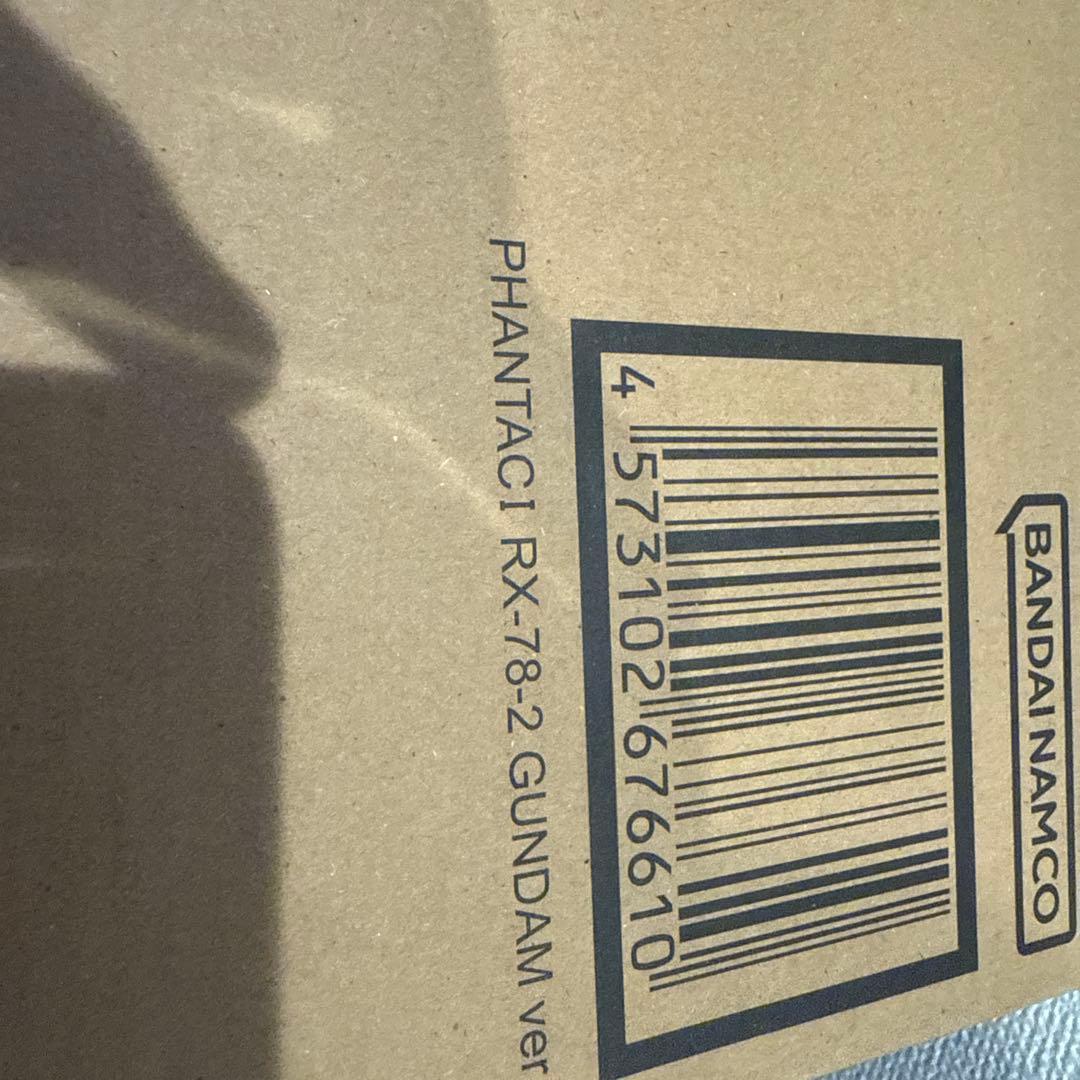 BANDAI NAMCO
4 573102 676610
PHANTACI RX-78-2 GUNDAM ver